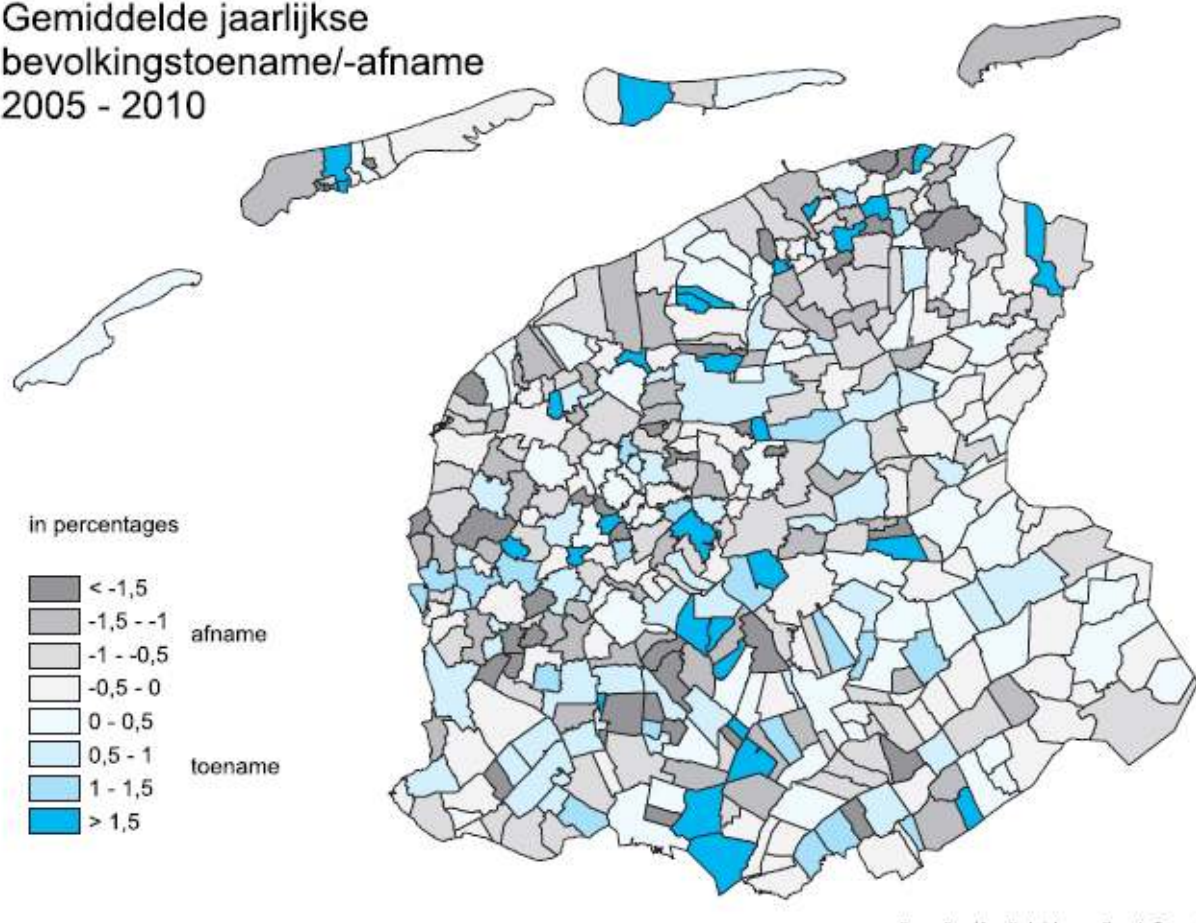 Gemiddelde jaarlijkse
bevolkingstoename/-afname
2005 - 2010
in percentages
< -1,5
-1,5 - -1
afname
-1 - -0,5
-0,5 - 0
0 - 0,5
0,5 - 1
toename
1 - 1,5
> 1,5